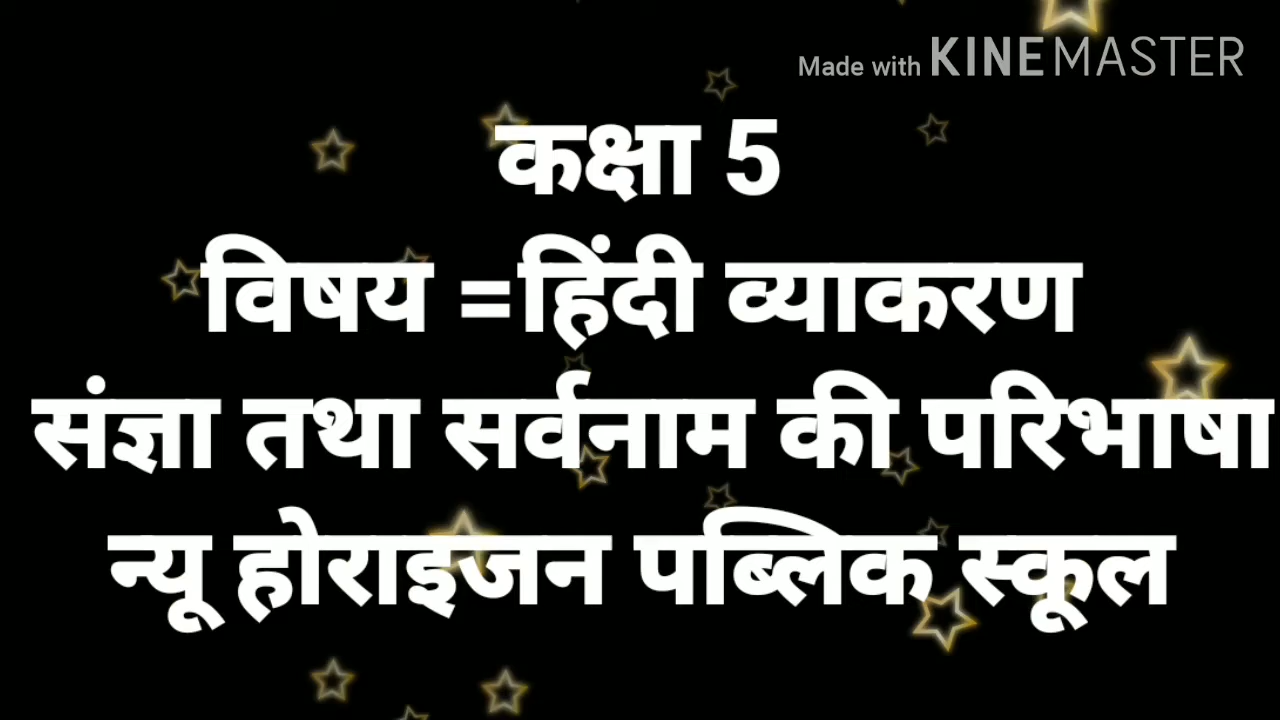 Made with KINEMASTER
कक्षा 5
विषय =हिंदी व्याकरण
संज्ञा तथा सर्वनाम की परिभाषा
न्यू होराइजन पब्लिक स्कूल